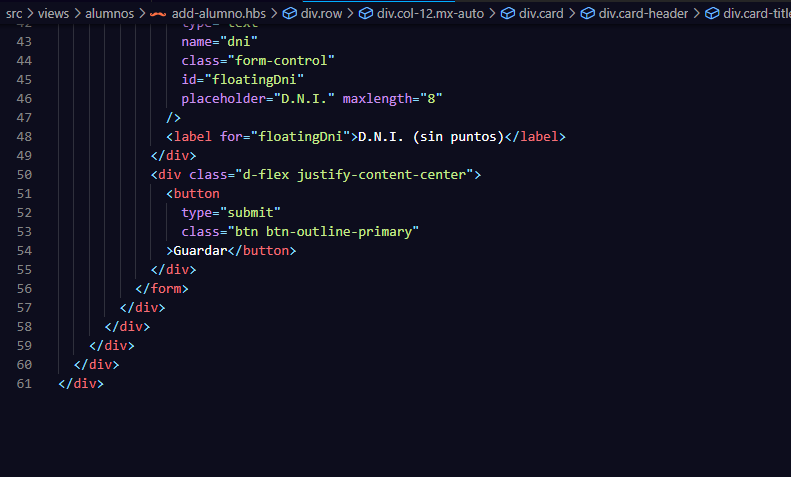 src > views > alumnos > add-alumno.hbs > div.row > div.col-12.mx-auto > div.card > div.card-header > div.card-title
42 type="text"
43 name="dni"
44 class="form-control"
45 id="floatingDni"
46 placeholder="D.N.I." maxlength="8"
47 />
48 <label for="floatingDni">D.N.I. (sin puntos)</label>
49 </div>
50 <div class="d-flex justify-content-center">
51 <button
52 type="submit"
53 class="btn btn-outline-primary"
54 >Guardar</button>
55 </div>
56 </form>
57 </div>
58 </div>
59 </div>
60 </div>
61 </div>